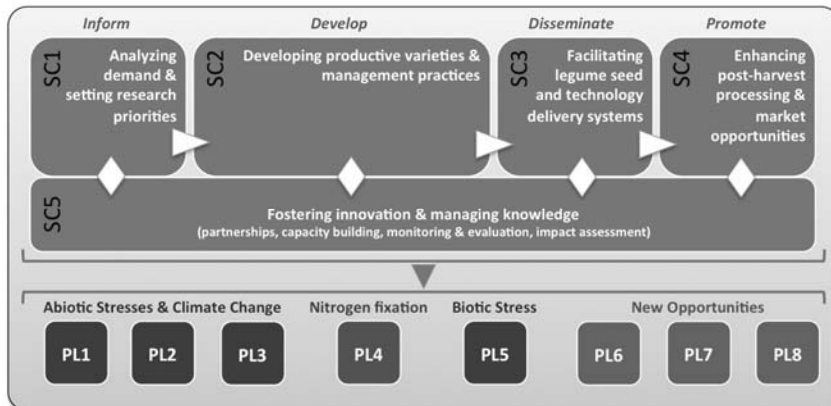 Inform
Develop
Disseminate
Promote
SC1
Analyzing
demand &
setting research
priorities
SC2
Developing productive varieties &
management practices
SC3
Facilitating
legume seed
and technology
delivery systems
SC4
Enhancing
post-harvest
processing &
market
opportunities
SC5
Fostering innovation & managing knowledge
(partnerships, capacity building, monitoring & evaluation, impact assessment)
Abiotic Stresses & Climate Change
Nitrogen fixation
Biotic Stress
New Opportunities
PL1
PL2
PL3
PL4
PL5
PL6
PL7
PL8